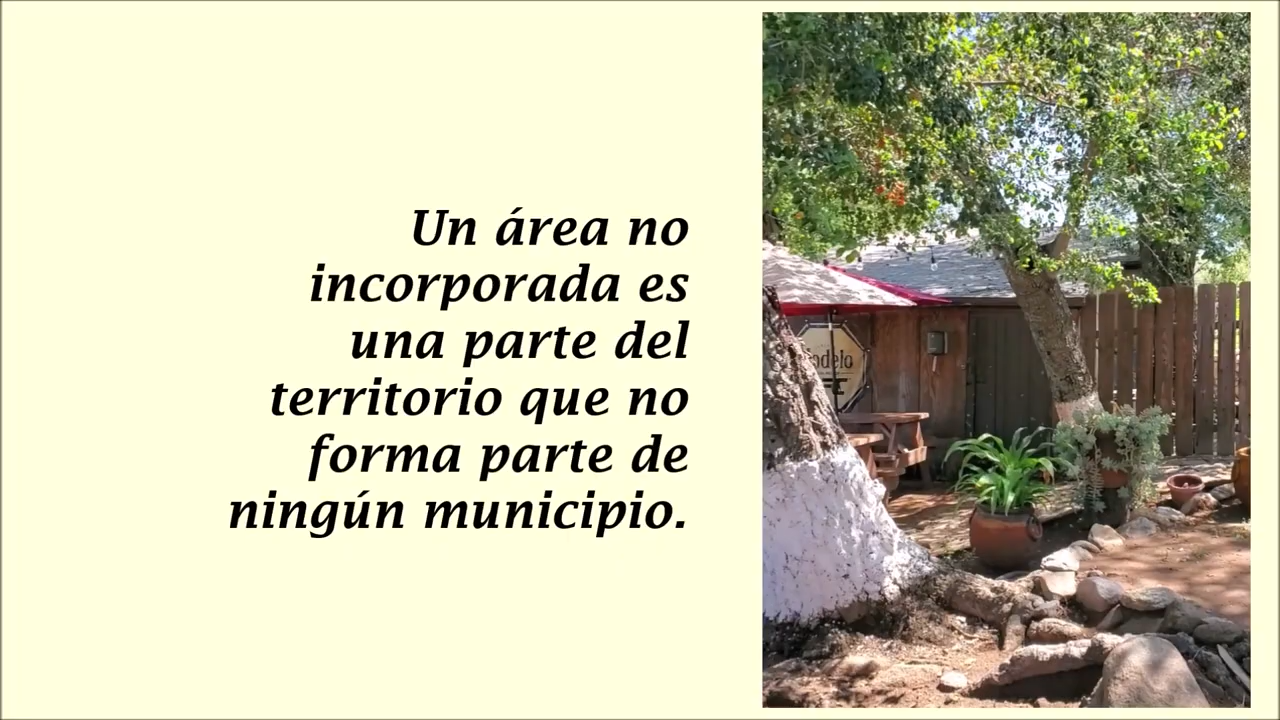 Un área no
incorporada es
una parte del
territorio que no
forma parte de
ningún municipio.